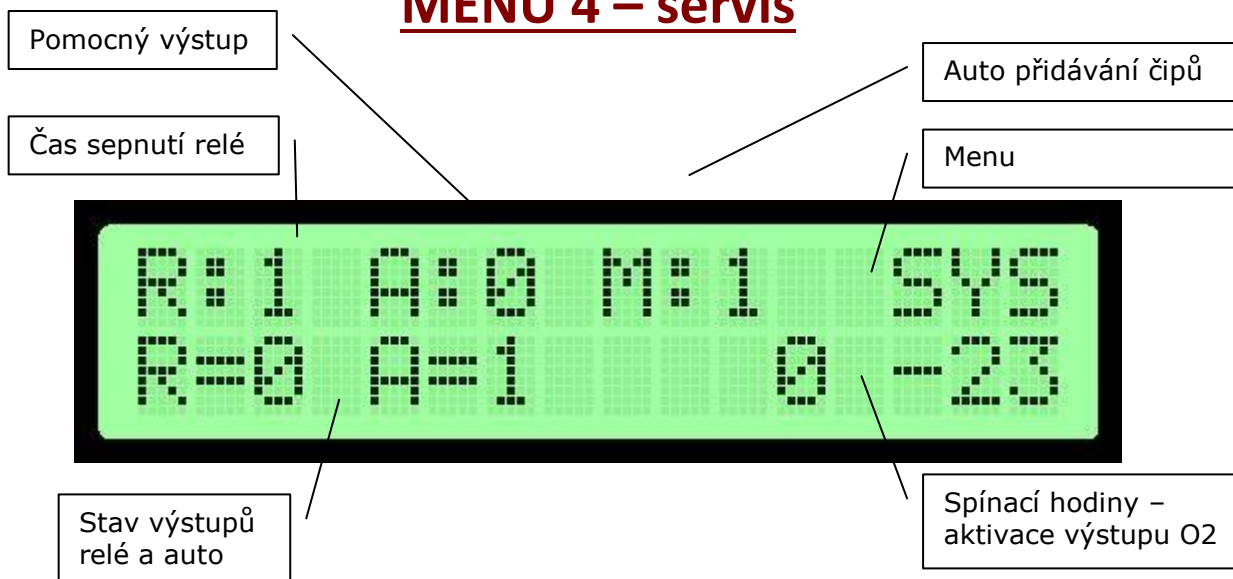 MENU 4 – servis
Pomocný výstup
Auto přidávání čipů
Čas sepnutí relé
Menu
R:1 A:0 M:1 SYS
R=0 A=1 0 -23
Stav výstupů
relé a auto
Spínací hodiny –
aktivace výstupu O2